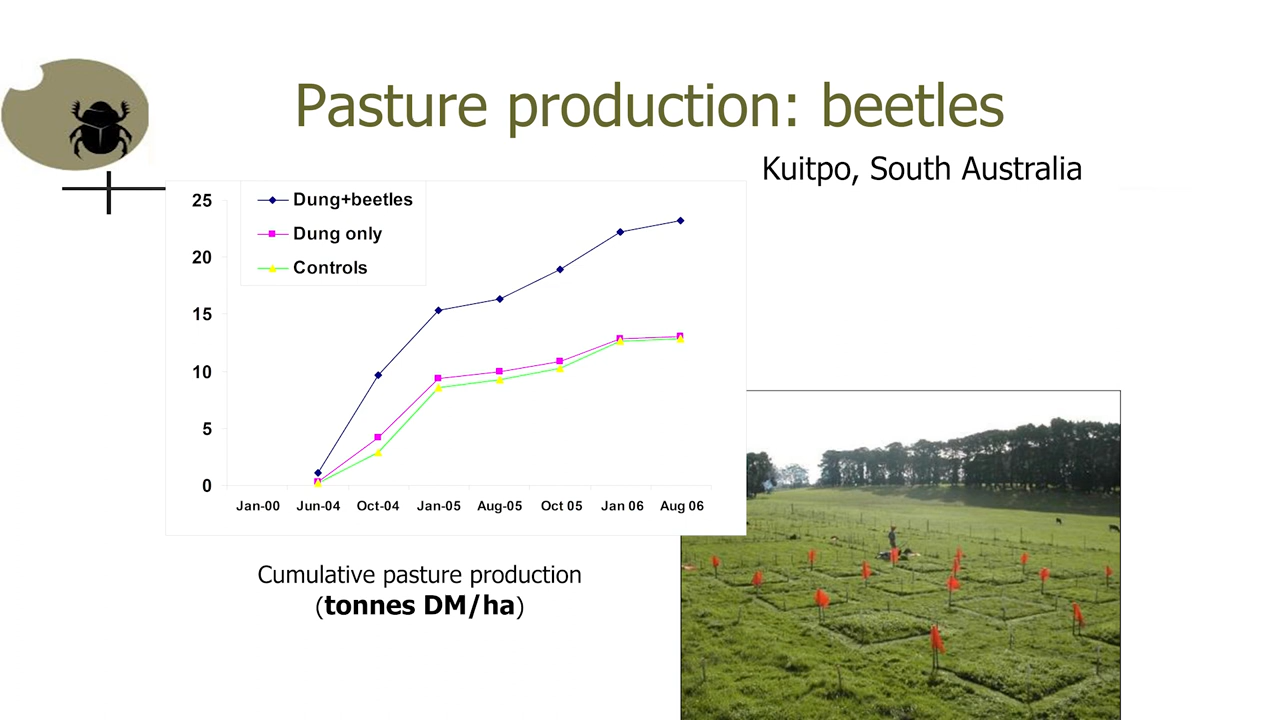 Pasture production: beetles
Kuitpo, South Australia
25
20
15
10
5
0
Dung+beetles
Dung only
Controls
Jan-00 Jun-04 Oct-04 Jan-05 Aug-05 Oct 05 Jan 06 Aug 06
Cumulative pasture production
(tonnes DM/ha)